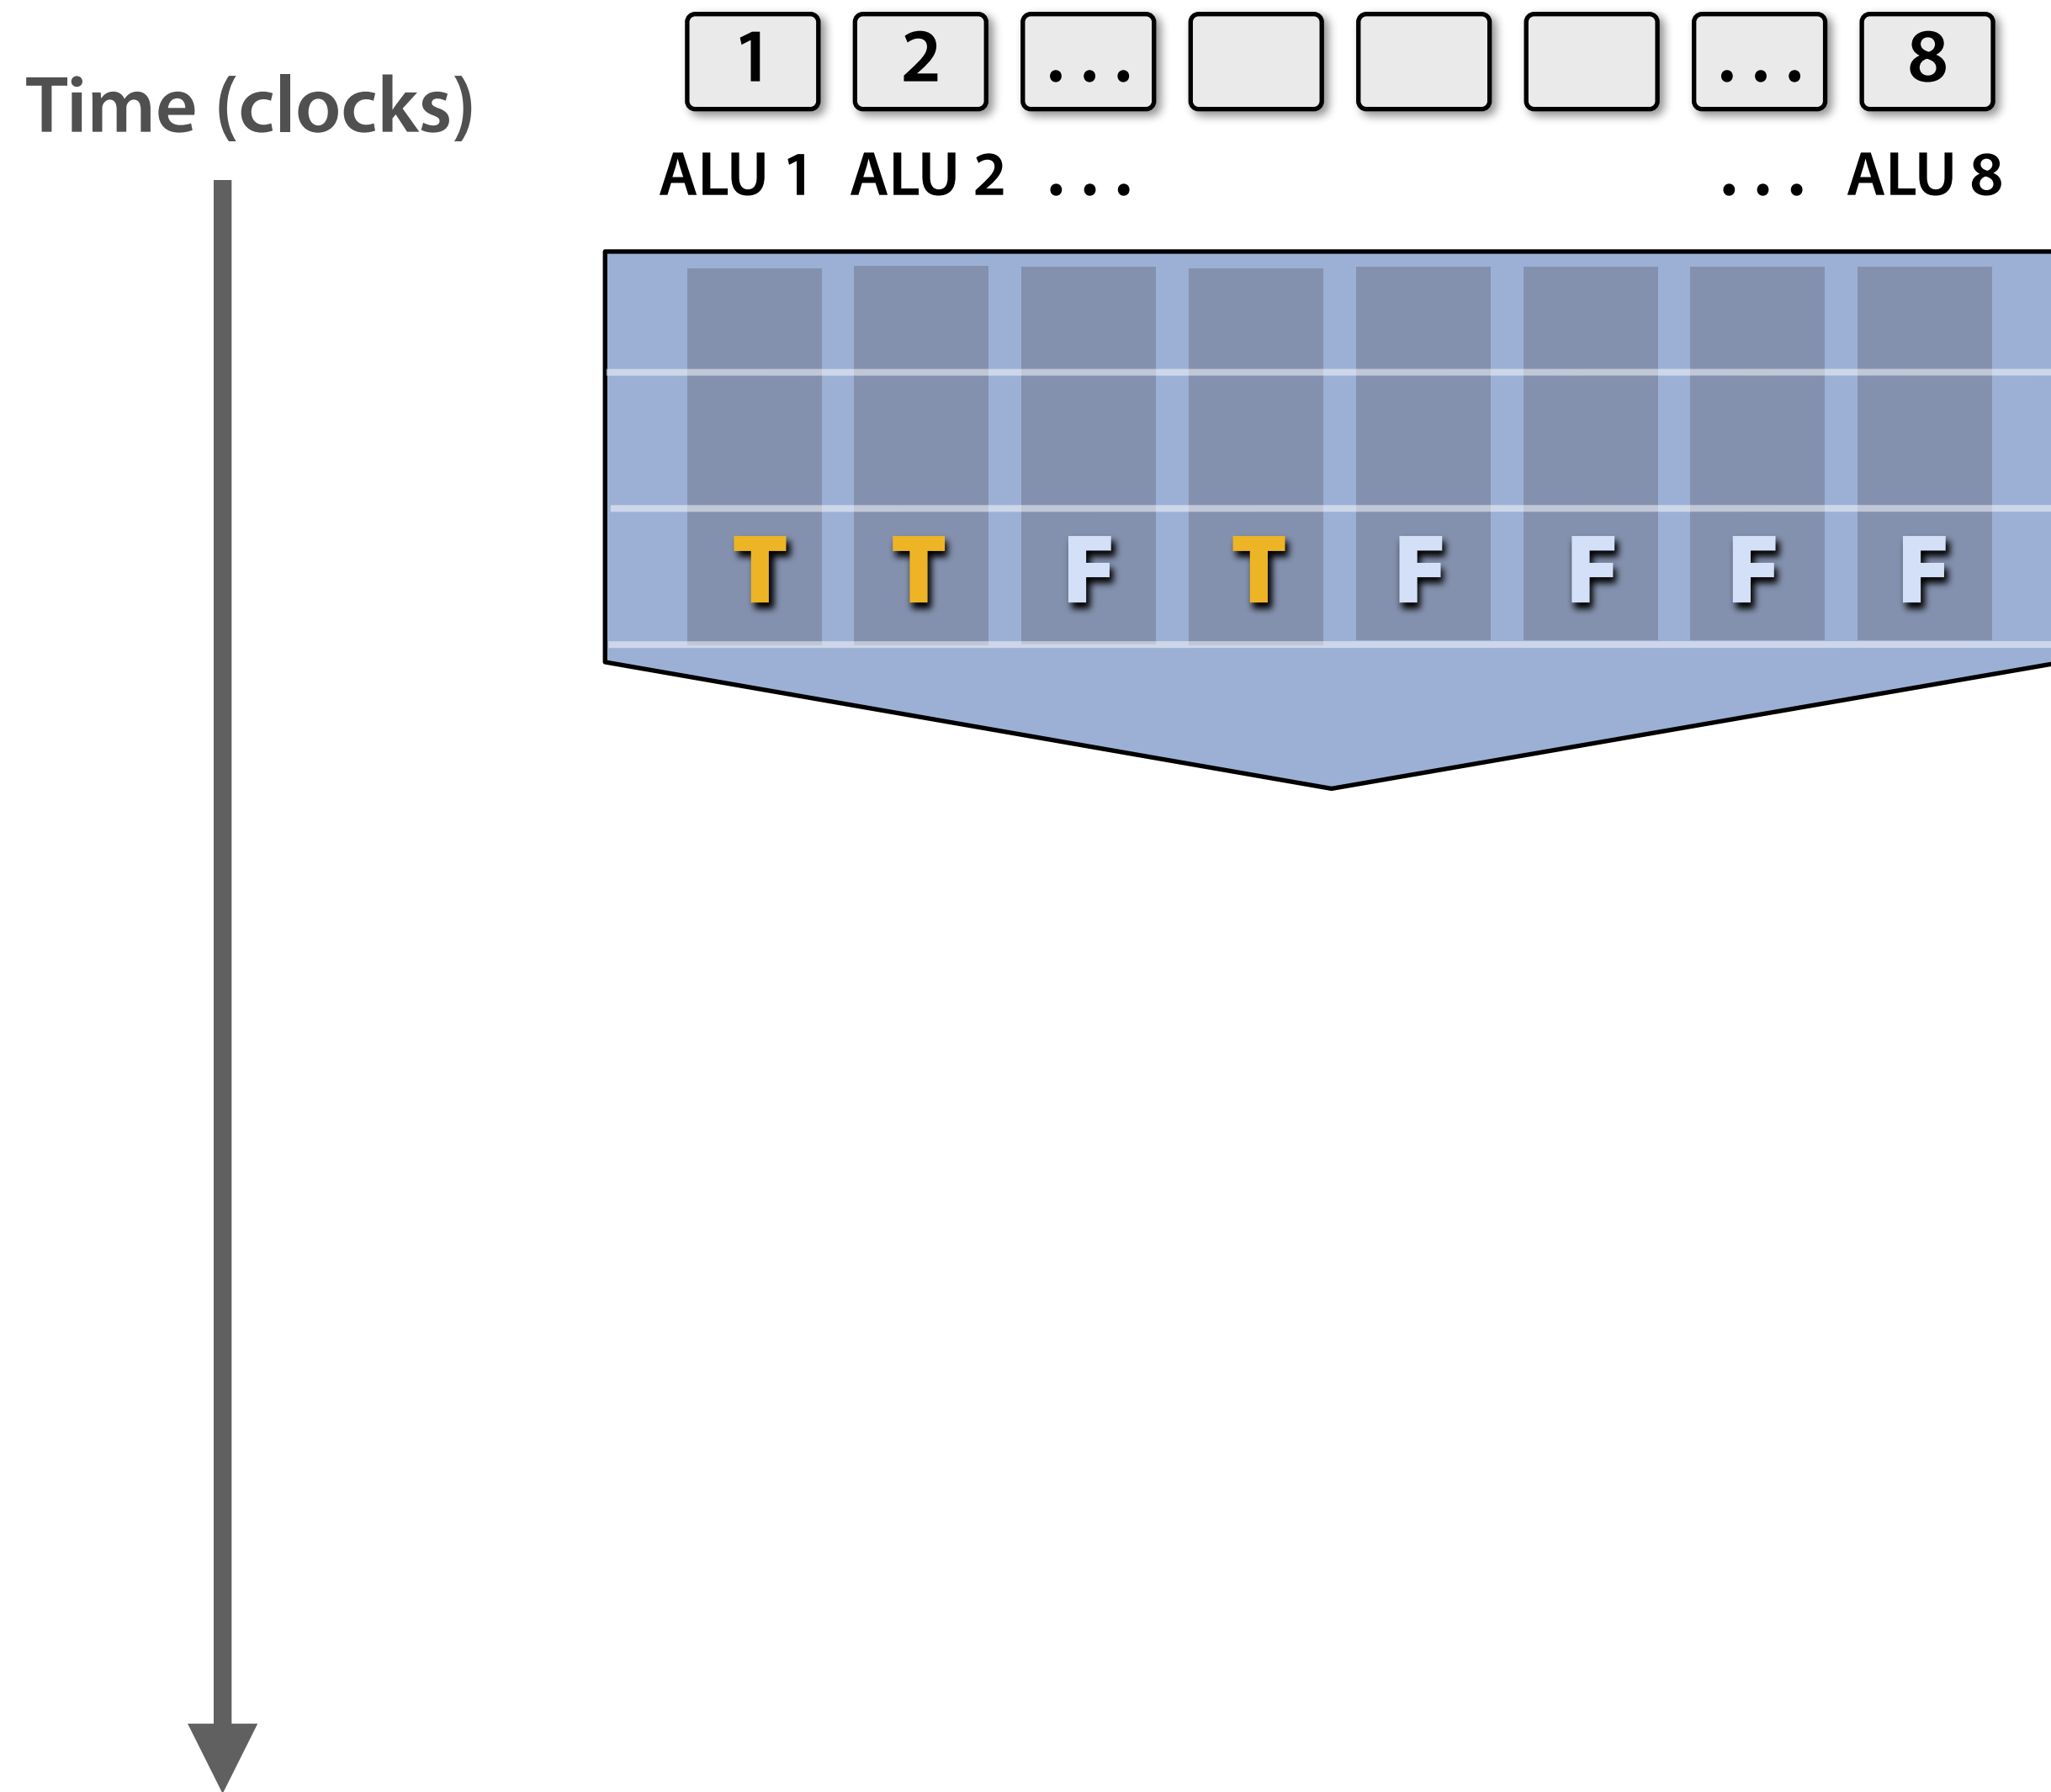 1 2 . . . . . . 8
Time (clocks)
ALU 1 ALU 2 . . . . . . ALU 8
T T F T F F F F